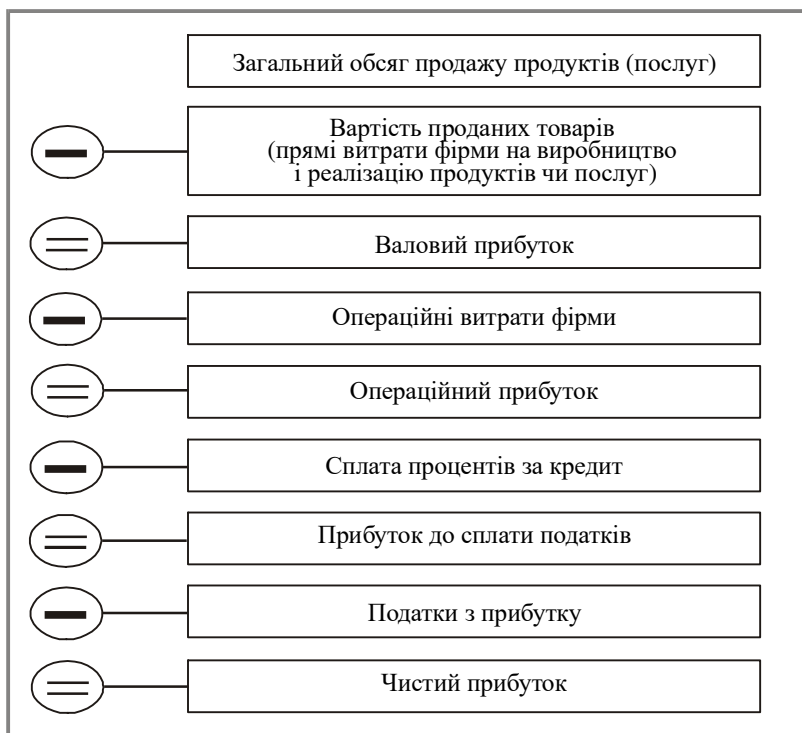 Загальний обсяг продажу продуктів (послуг)
Вартість проданих товарів
(прямі витрати фірми на виробництво
і реалізацію продуктів чи послуг)
Валовий прибуток
Операційні витрати фірми
Операційний прибуток
Сплата процентів за кредит
Прибуток до сплати податків
Податки з прибутку
Чистий прибуток